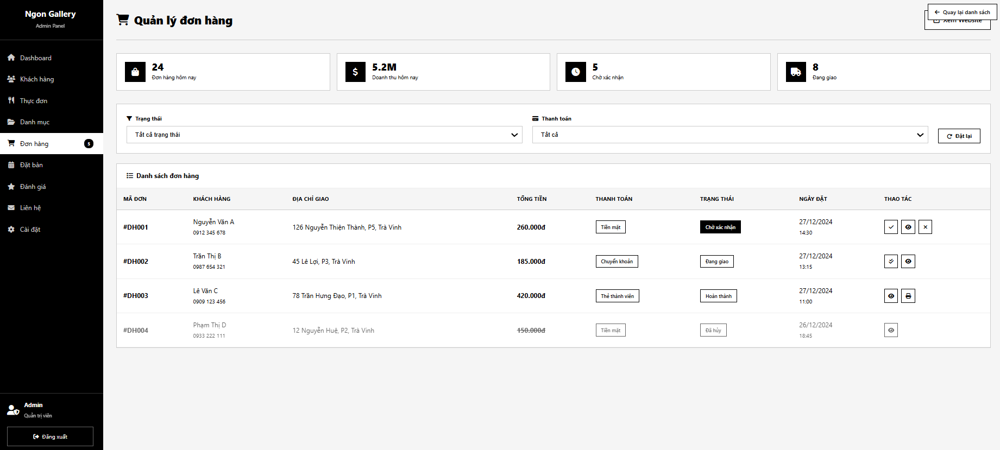 Ngon Gallery
Admin Panel
Dashboard
Khách hàng
Thực đơn
Danh mục
Đơn hàng 5
Đặt bàn
Đánh giá
Liên hệ
Cài đặt
Admin
Quản trị viên
Đăng xuất
Quản lý đơn hàng
Quay lại danh sách
Xem Website
24
Đơn hàng hôm nay
5.2M
Doanh thu hôm nay
5
Chờ xác nhận
8
Đang giao
Trạng thái
Tất cả trạng thái
Thanh toán
Tất cả
Đặt lại
Danh sách đơn hàng
MÃ ĐƠN KHÁCH HÀNG ĐỊA CHỈ GIAO TỔNG TIỀN THANH TOÁN TRẠNG THÁI NGÀY ĐẶT THAO TÁC
#DH001 Nguyễn Văn A 126 Nguyễn Thiện Thành, P5, Trà Vinh 260.000đ Tiền mặt Chờ xác nhận 27/12/2024
0912 345 678 14:30
#DH002 Trần Thị B 45 Lê Lợi, P3, Trà Vinh 185.000đ Chuyển khoản Đang giao 27/12/2024
0987 654 321 13:15
#DH003 Lê Văn C 78 Trần Hưng Đạo, P1, Trà Vinh 420.000đ Thẻ thành viên Hoàn thành 27/12/2024
0909 123 456 11:00
#DH004 Phạm Thị D 12 Nguyễn Huệ, P2, Trà Vinh 150.000đ Tiền mặt Đã hủy 26/12/2024
0933 222 111 18:45